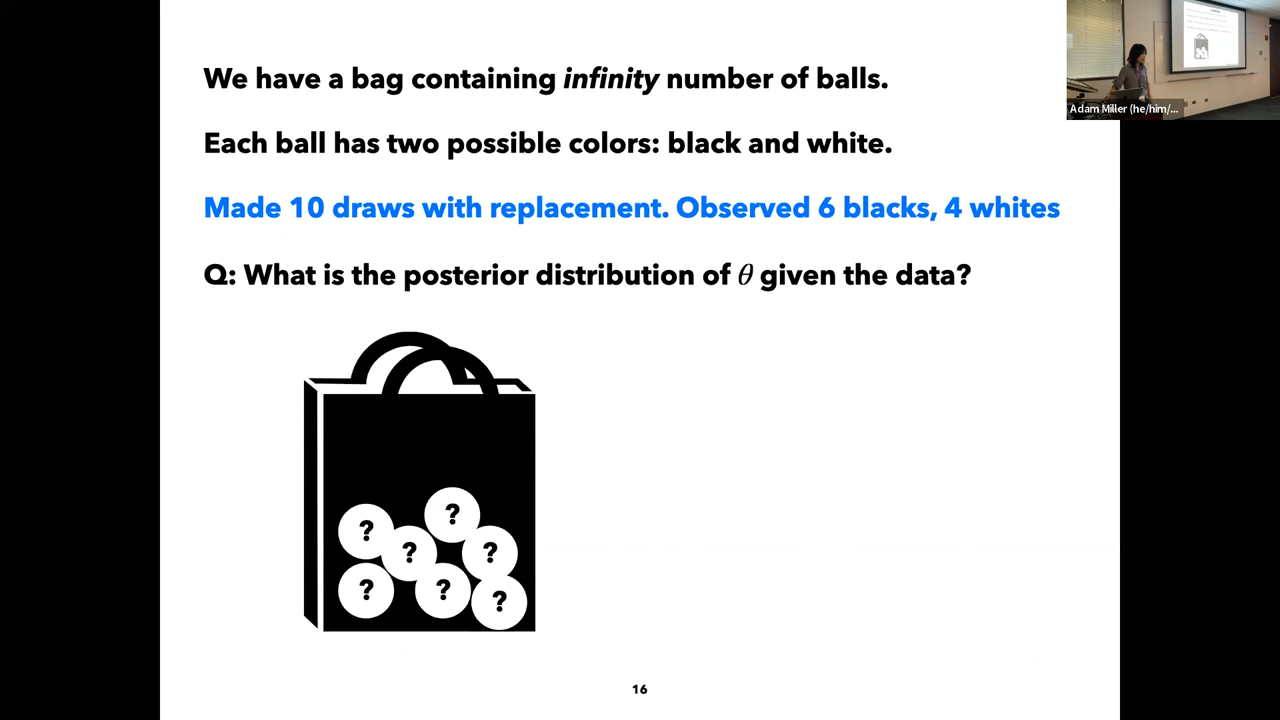 We have a bag containing infinity number of balls.
Adam Miller (he/him/...
Each ball has two possible colors: black and white.
Made 10 draws with replacement. Observed 6 blacks, 4 whites
Q: What is the posterior distribution of θ given the data?
?
?
?
?
?
?
?
16